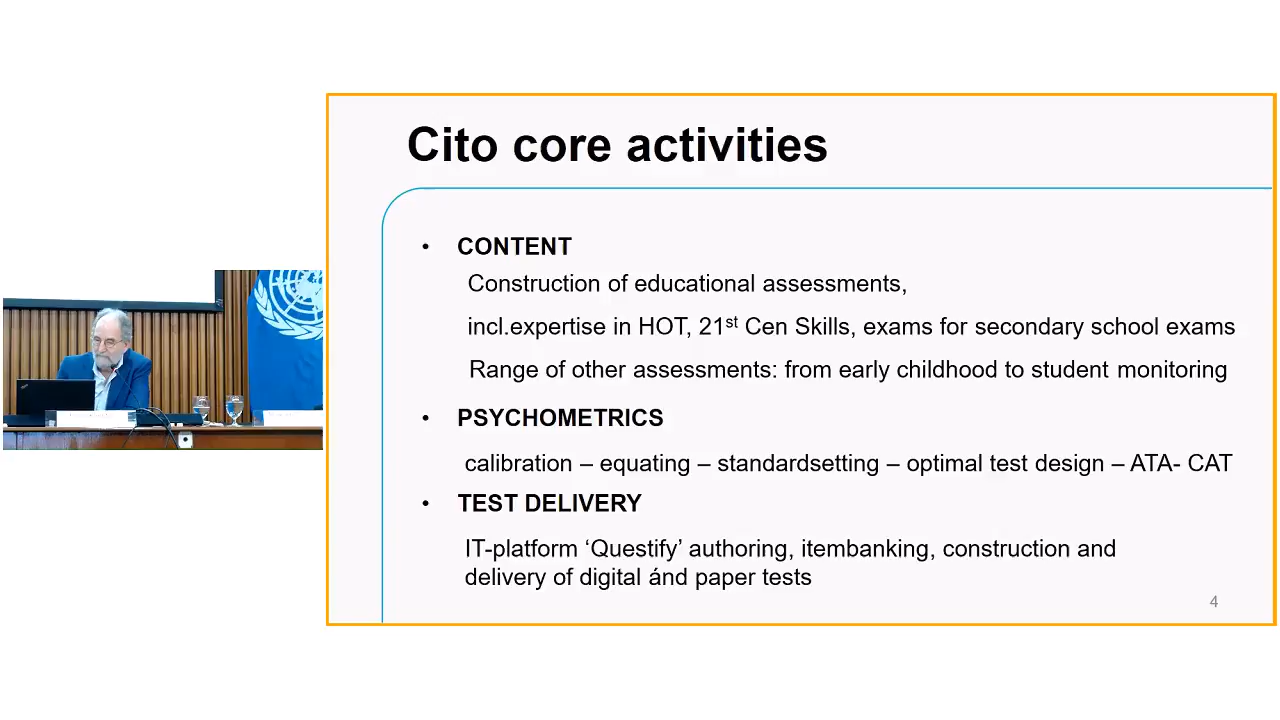 Cito core activities
• CONTENT
Construction of educational assessments,
incl.expertise in HOT, 21st Cen Skills, exams for secondary school exams
Range of other assessments: from early childhood to student monitoring
• PSYCHOMETRICS
calibration – equating – standardsetting – optimal test design – ATA- CAT
• TEST DELIVERY
IT-platform ‘Questify’ authoring, itembanking, construction and
delivery of digital ánd paper tests
4